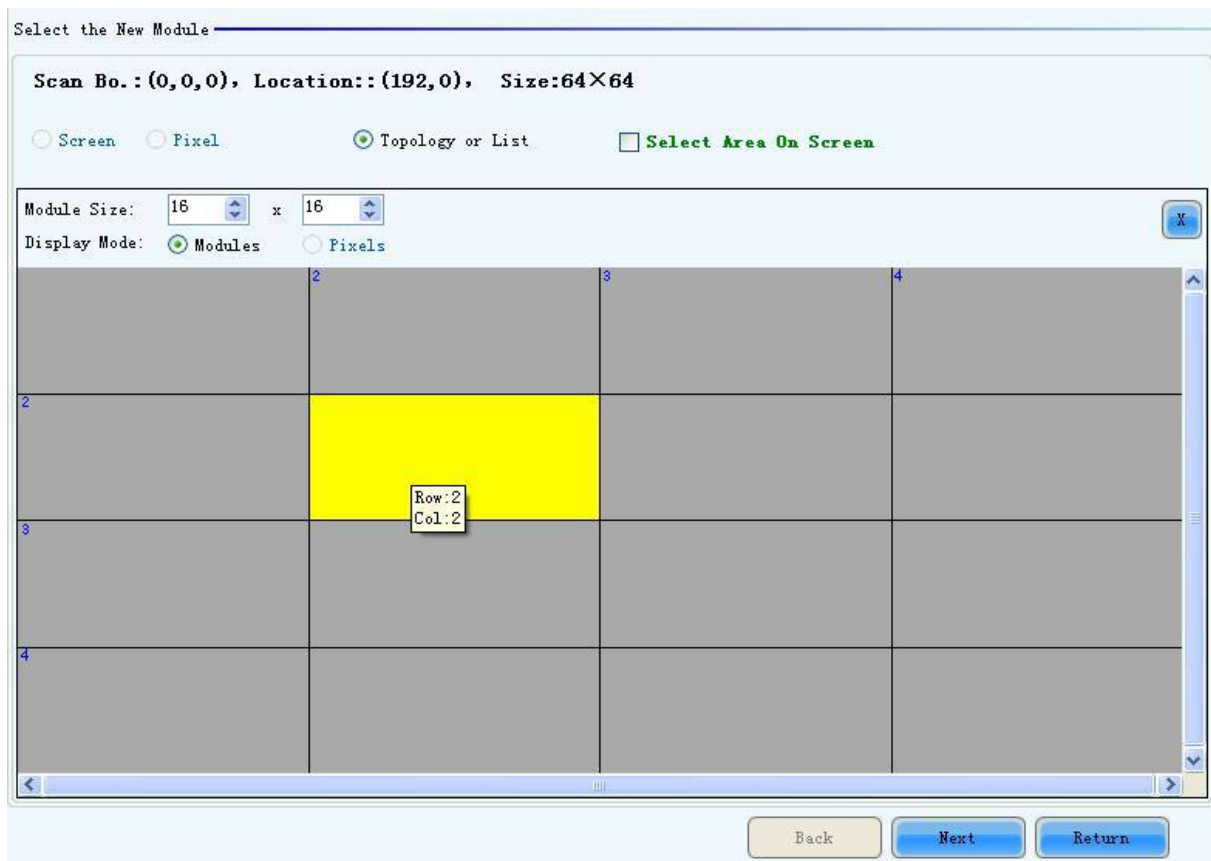 Select the New Module
Scan Bo.:(0,0,0), Location::(192,0), Size:64×64
Screen Pixel Topology or List Select Area On Screen
Module Size: 16 x 16 X
Display Mode: Modules Pixels
2 3 4
2
Row:2
Col:2
3
4
Back Next Return